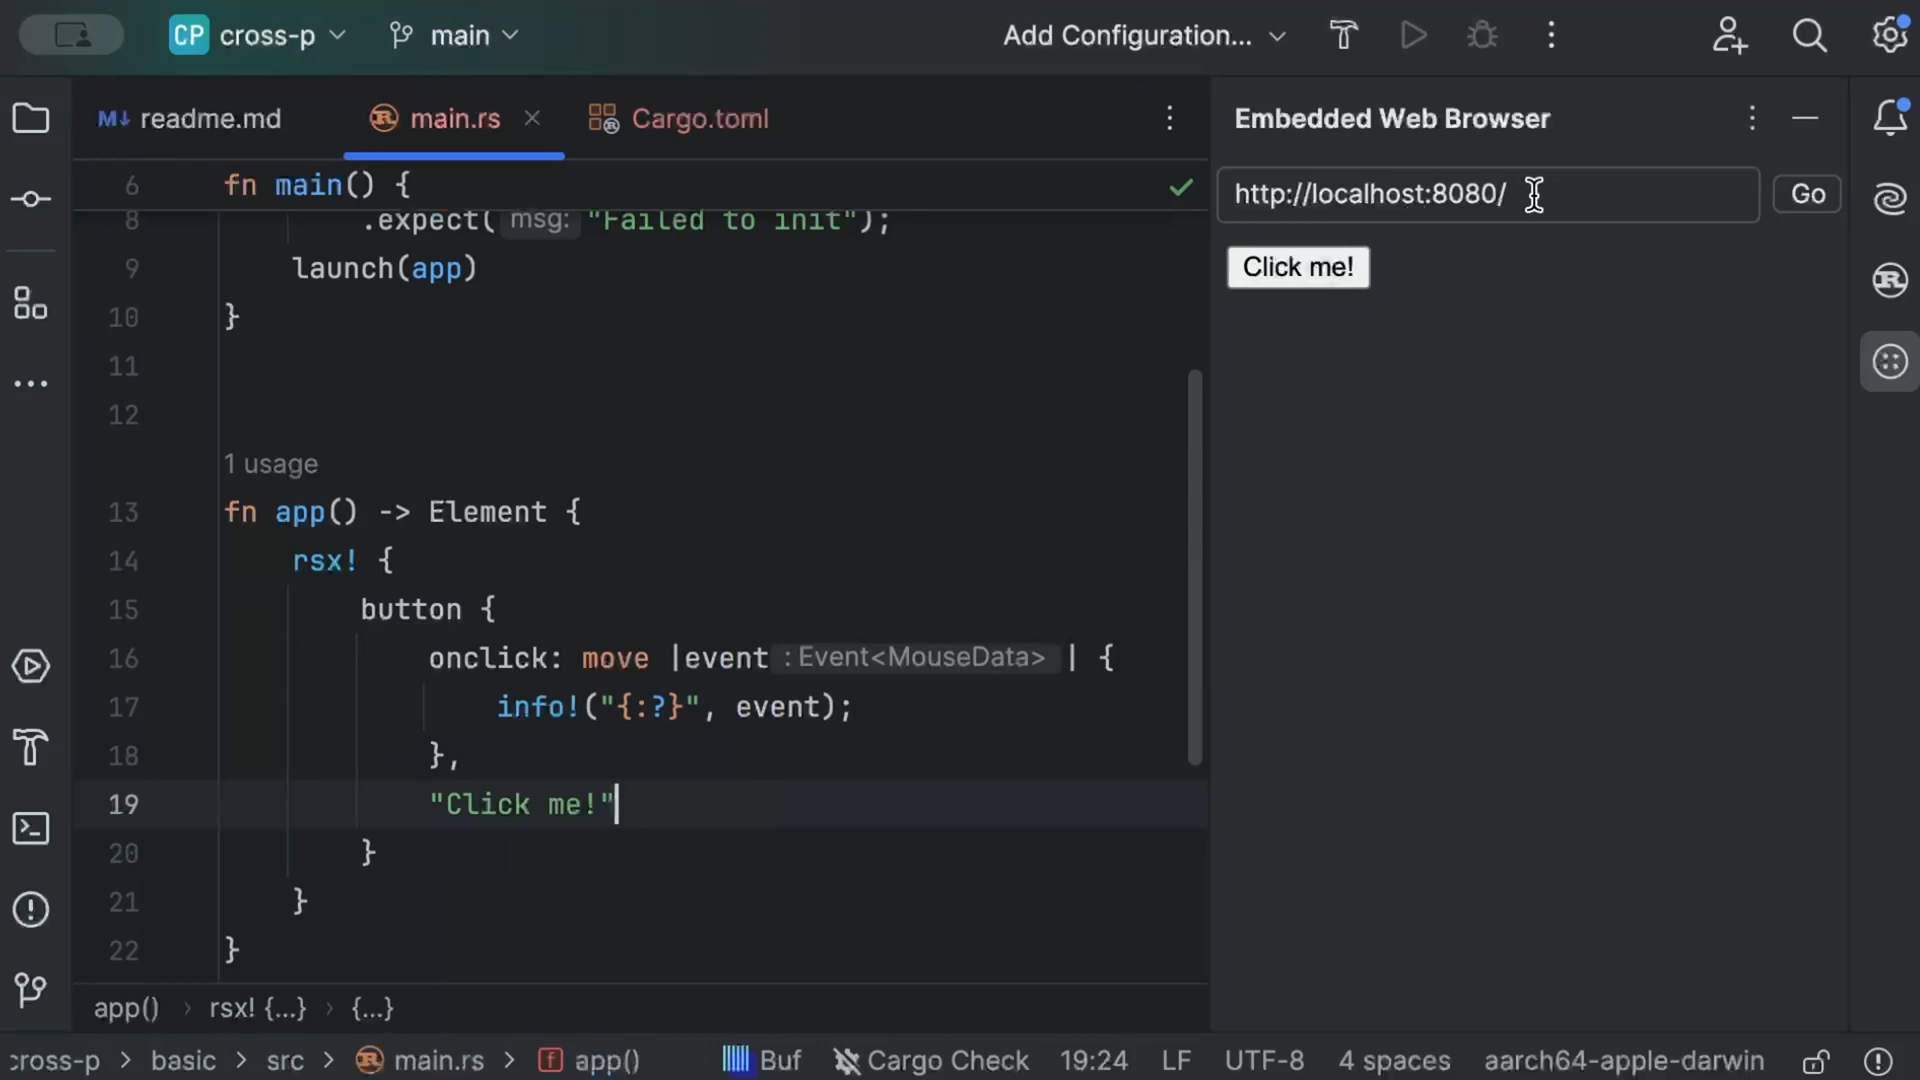 CP cross-p main Add Configuration...
M↓ readme.md main.rs Cargo.toml
6 fn main() {
8 .expect( msg: "Failed to init");
9 launch(app)
10 }
11
12
1 usage
13 fn app() -> Element {
14 rsx! {
15 button {
16 onclick: move |event : Event<MouseData> | {
17 info!("{:?}", event);
18 },
19 "Click me!"
20 }
21 }
22 }
app() › rsx! {...} › {...}
Embedded Web Browser
http://localhost:8080/ Go
Click me!
cross-p > basic > src > main.rs > f app() Buf Cargo Check 19:24 LF UTF-8 4 spaces aarch64-apple-darwin